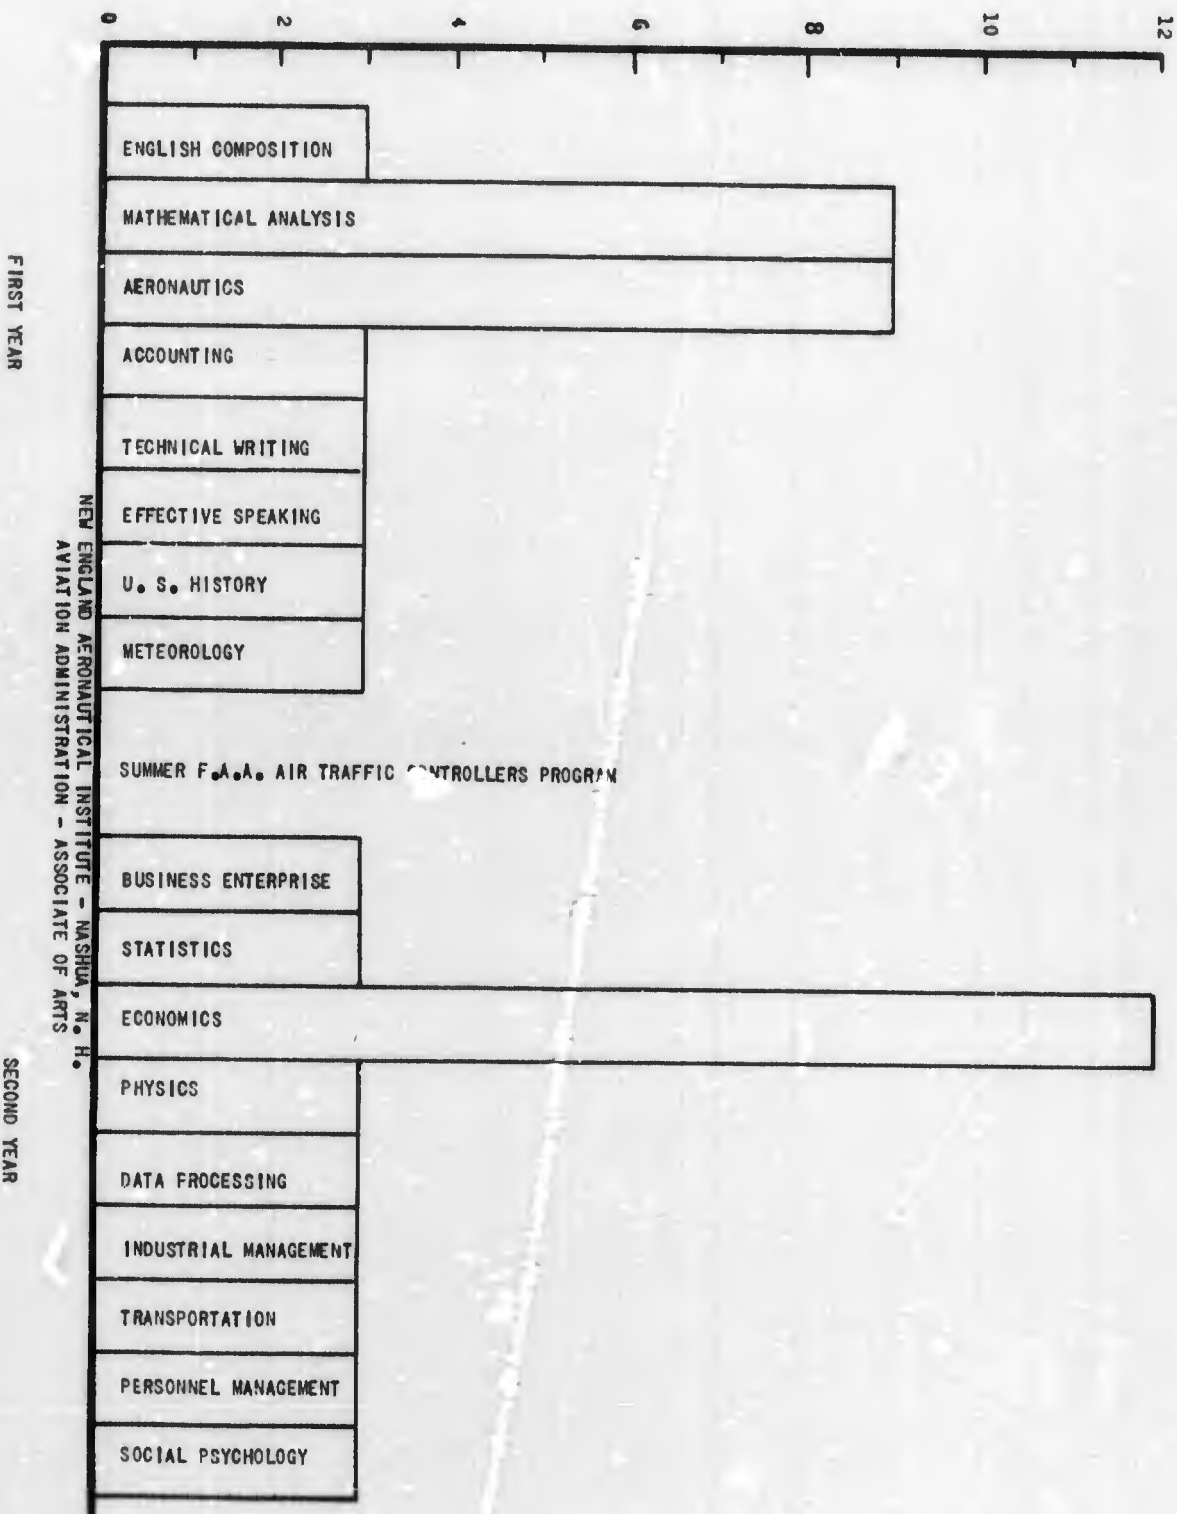 0 2 4 6 8 10 12
ENGLISH COMPOSITION
MATHEMATICAL ANALYSIS
AERONAUTICS
ACCOUNTING
TECHNICAL WRITING
EFFECTIVE SPEAKING
U. S. HISTORY
METEOROLOGY
SUMMER F.A.A. AIR TRAFFIC CONTROLLERS PROGRAM
BUSINESS ENTERPRISE
STATISTICS
ECONOMICS
PHYSICS
DATA FROCESSING
INDUSTRIAL MANAGEMENT
TRANSPORTATION
PERSONNEL MANAGEMENT
SOCIAL PSYCHOLOGY
FIRST YEAR
SECOND YEAR
NEW ENGLAND AERONAUTICAL INSTITUTE - NASHUA, N. H.
AVIATION ADMINISTRATION - ASSOCIATE OF ARTS